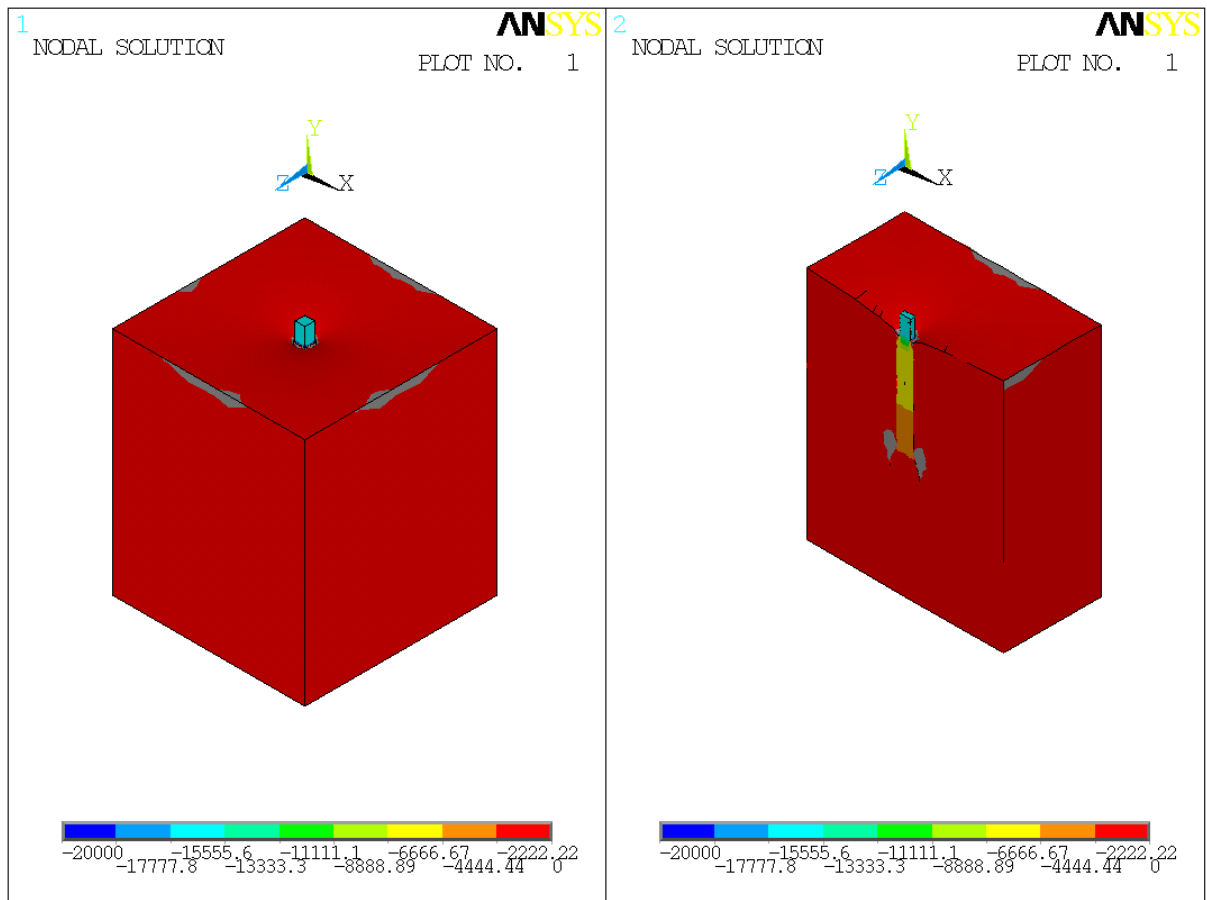 1
ANSYS
NODAL SOLUTION
PLOT NO. 1
Y
Z X
-20000 -15555.6 -11111.1 -6666.67 -2222.22
-17777.8 -13333.3 -8888.89 -4444.44 0
2
ANSYS
NODAL SOLUTION
PLOT NO. 1
Y
Z X
-20000 -15555.6 -11111.1 -6666.67 -2222.22
-17777.8 -13333.3 -8888.89 -4444.44 0